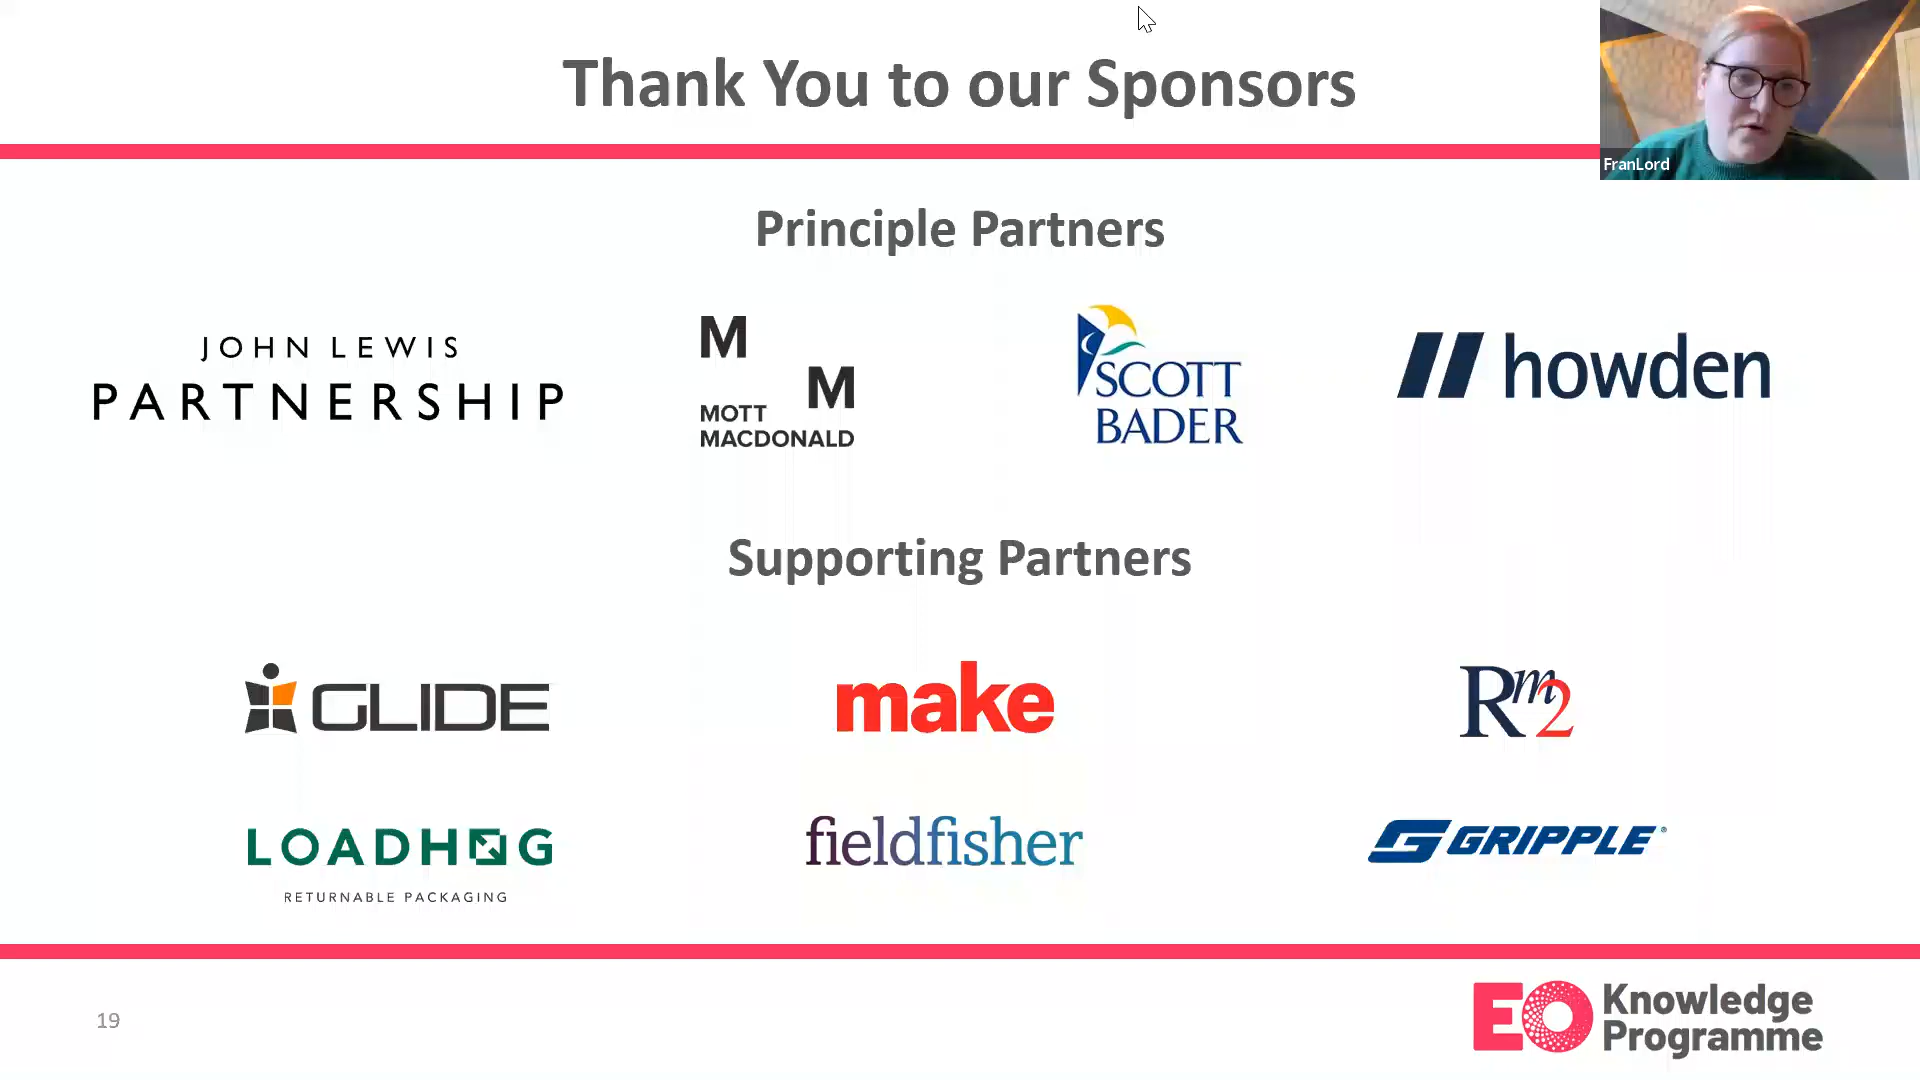 Thank You to our Sponsors
FranLord
Principle Partners
JOHN LEWIS
PARTNERSHIP
M
M
MOTT
MACDONALD
SCOTT
BADER
howden
Supporting Partners
GLIDE
make
Rm2
LOADHOG
RETURNABLE PACKAGING
fieldfisher
GRIPPLE®
19
EO Knowledge
Programme